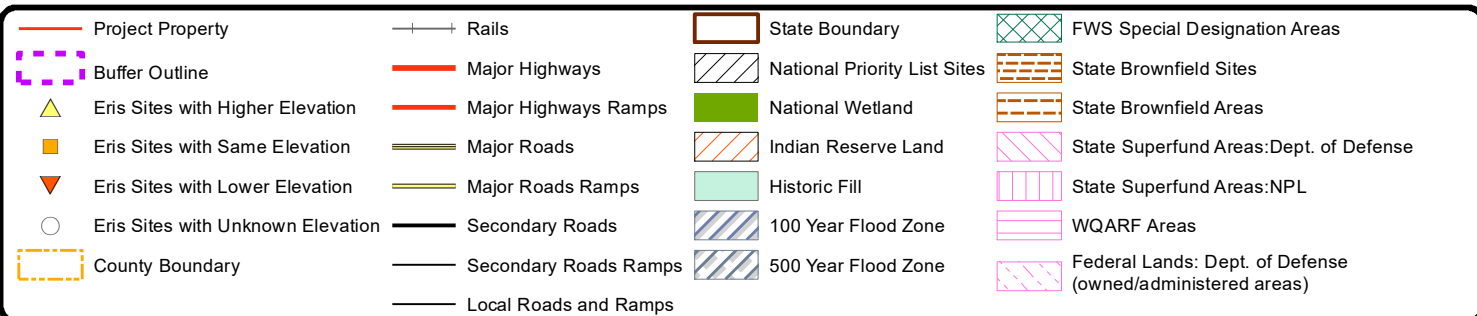 Project Property
Buffer Outline
Eris Sites with Higher Elevation
Eris Sites with Same Elevation
Eris Sites with Lower Elevation
Eris Sites with Unknown Elevation
County Boundary
Rails
Major Highways
Major Highways Ramps
Major Roads
Major Roads Ramps
Secondary Roads
Secondary Roads Ramps
Local Roads and Ramps
State Boundary
National Priority List Sites
National Wetland
Indian Reserve Land
Historic Fill
100 Year Flood Zone
500 Year Flood Zone
FWS Special Designation Areas
State Brownfield Sites
State Brownfield Areas
State Superfund Areas:Dept. of Defense
State Superfund Areas:NPL
WQARF Areas
Federal Lands: Dept. of Defense
(owned/administered areas)